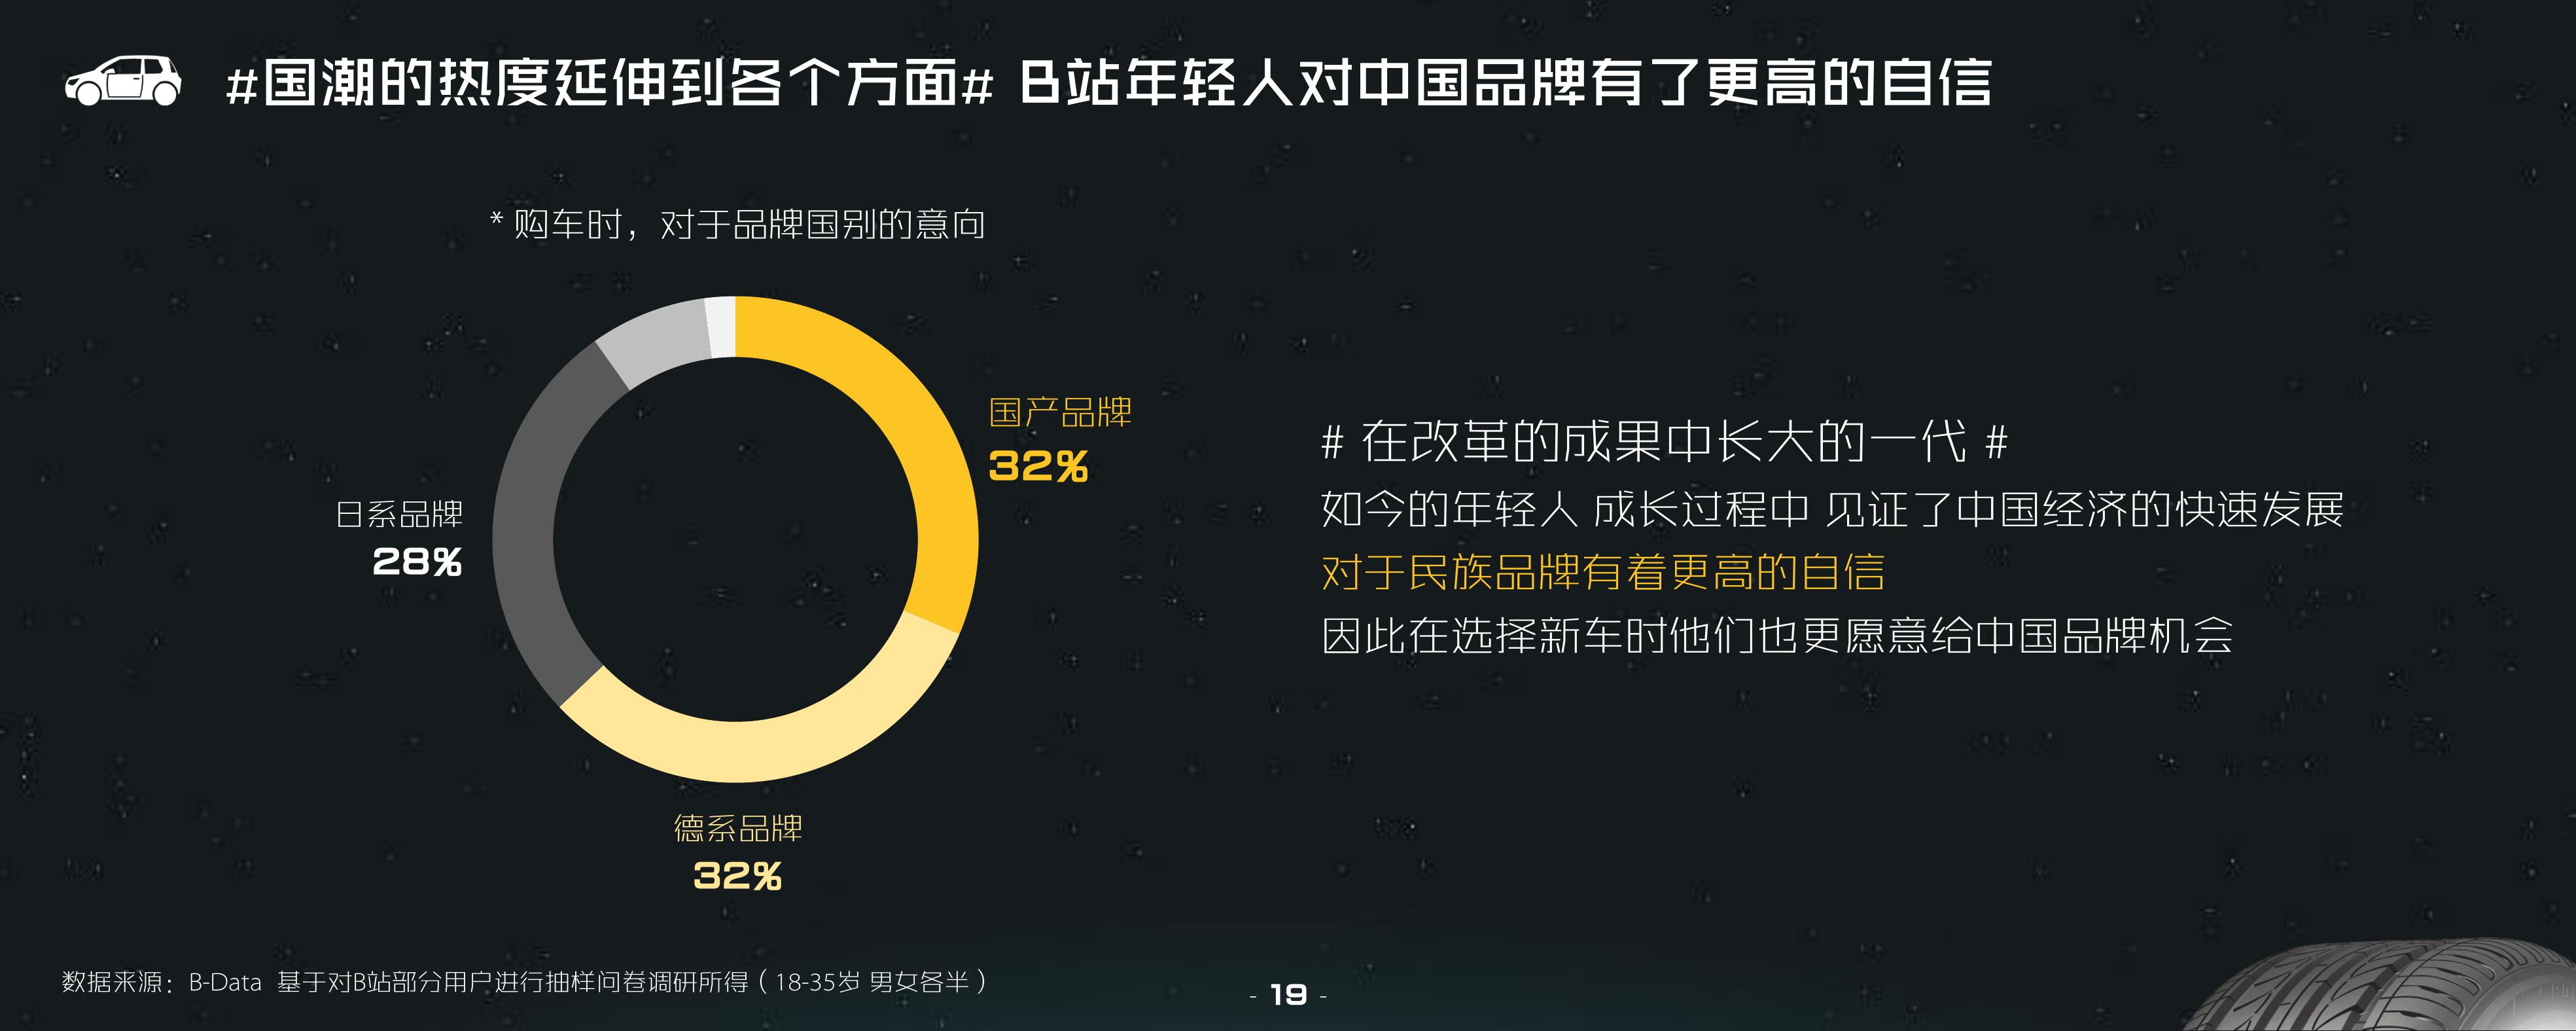 #国潮的热度延伸到各个方面# B站年轻人对中国品牌有了更高的自信
* 购车时，对于品牌国别的意向
国产品牌
32%
日系品牌
28%
德系品牌
32%
# 在改革的成果中长大的一代 #
如今的年轻人 成长过程中 见证了中国经济的快速发展
对于民族品牌有着更高的自信
因此在选择新车时他们也更愿意给中国品牌机会
数据来源：B-Data 基于对B站部分用户进行抽样问卷调研所得（18-35岁 男女各半）
- 19 -